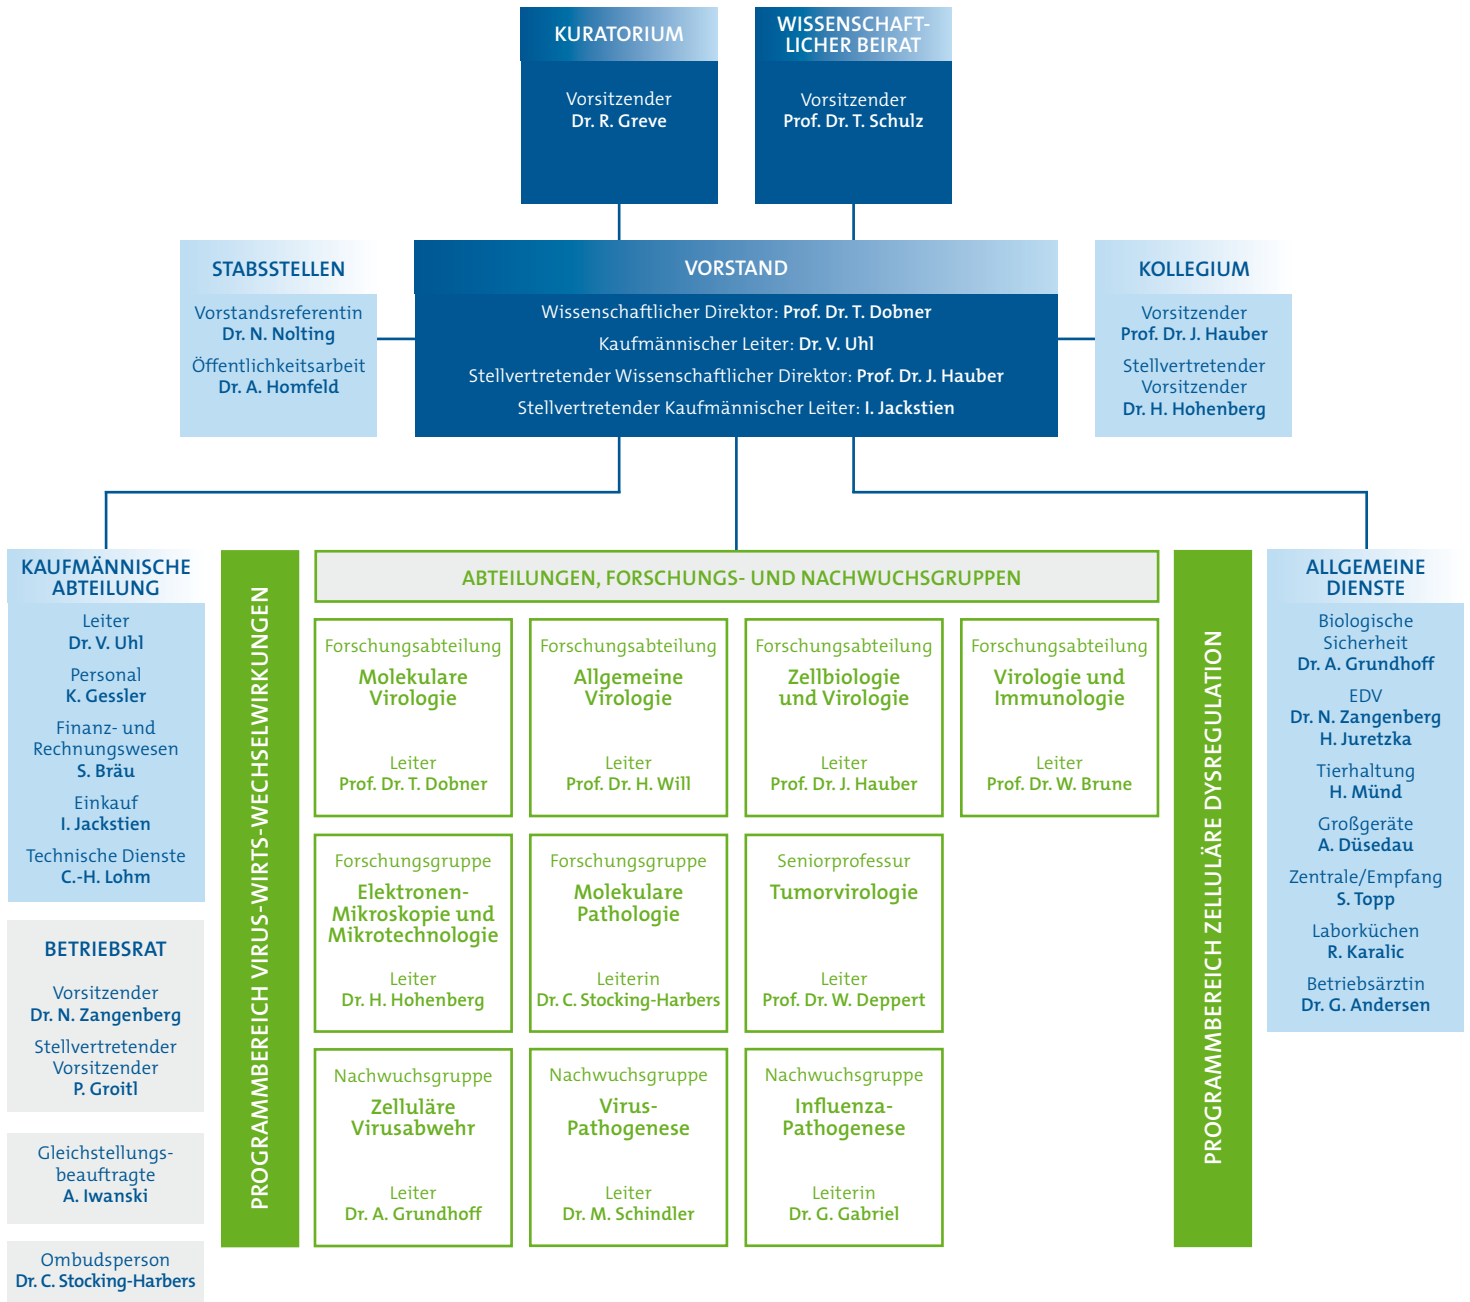 KURATORIUM
Vorsitzender
Dr. R. Greve
WISSENSCHAFT-
LICHER BEIRAT
Vorsitzender
Prof. Dr. T. Schulz
STABSSTELLEN
Vorstandsreferentin
Dr. N. Nolting
Öffentlichkeitsarbeit
Dr. A. Homfeld
VORSTAND
Wissenschaftlicher Direktor: Prof. Dr. T. Dobner
Kaufmännischer Leiter: Dr. V. Uhl
Stellvertretender Wissenschaftlicher Direktor: Prof. Dr. J. Hauber
Stellvertretender Kaufmännischer Leiter: I. Jackstien
KOLLEGIUM
Vorsitzender
Prof. Dr. J. Hauber
Stellvertretender
Vorsitzender
Dr. H. Hohenberg
KAUFMÄNNISCHE
ABTEILUNG
Leiter
Dr. V. Uhl
Personal
K. Gessler
Finanz- und
Rechnungswesen
S. Bräu
Einkauf
I. Jackstien
Technische Dienste
C.-H. Lohm
BETRIEBSRAT
Vorsitzender
Dr. N. Zangenberg
Stellvertretender
Vorsitzender
P. Groitl
Gleichstellungs-
beauftragte
A. Iwanski
Ombudsperson
Dr. C. Stocking-Harbers
PROGRAMMBEREICH VIRUS-WIRTS-WECHSELWIRKUNGEN
ABTEILUNGEN, FORSCHUNGS- UND NACHWUCHSGRUPPEN
Forschungsabteilung
Molekulare
Virologie
Leiter
Prof. Dr. T. Dobner
Forschungsabteilung
Allgemeine
Virologie
Leiter
Prof. Dr. H. Will
Forschungsabteilung
Zellbiologie
und Virologie
Leiter
Prof. Dr. J. Hauber
Forschungsabteilung
Virologie und
Immunologie
Leiter
Prof. Dr. W. Brune
Forschungsgruppe
Elektronen-
Mikroskopie und
Mikrotechnologie
Leiter
Dr. H. Hohenberg
Forschungsgruppe
Molekulare
Pathologie
Leiterin
Dr. C. Stocking-Harbers
Seniorprofessur
Tumorvirologie
Leiter
Prof. Dr. W. Deppert
Nachwuchsgruppe
Zelluläre
Virusabwehr
Leiter
Dr. A. Grundhoff
Nachwuchsgruppe
Virus-
Pathogenese
Leiter
Dr. M. Schindler
Nachwuchsgruppe
Influenza-
Pathogenese
Leiterin
Dr. G. Gabriel
PROGRAMMBEREICH ZELLULÄRE DYSREGULATION
ALLGEMEINE
DIENSTE
Biologische
Sicherheit
Dr. A. Grundhoff
EDV
Dr. N. Zangenberg
H. Juretzka
Tierhaltung
H. Münd
Großgeräte
A. Düsedau
Zentrale/Empfang
S. Topp
Laborküchen
R. Karalic
Betriebsärztin
Dr. G. Andersen